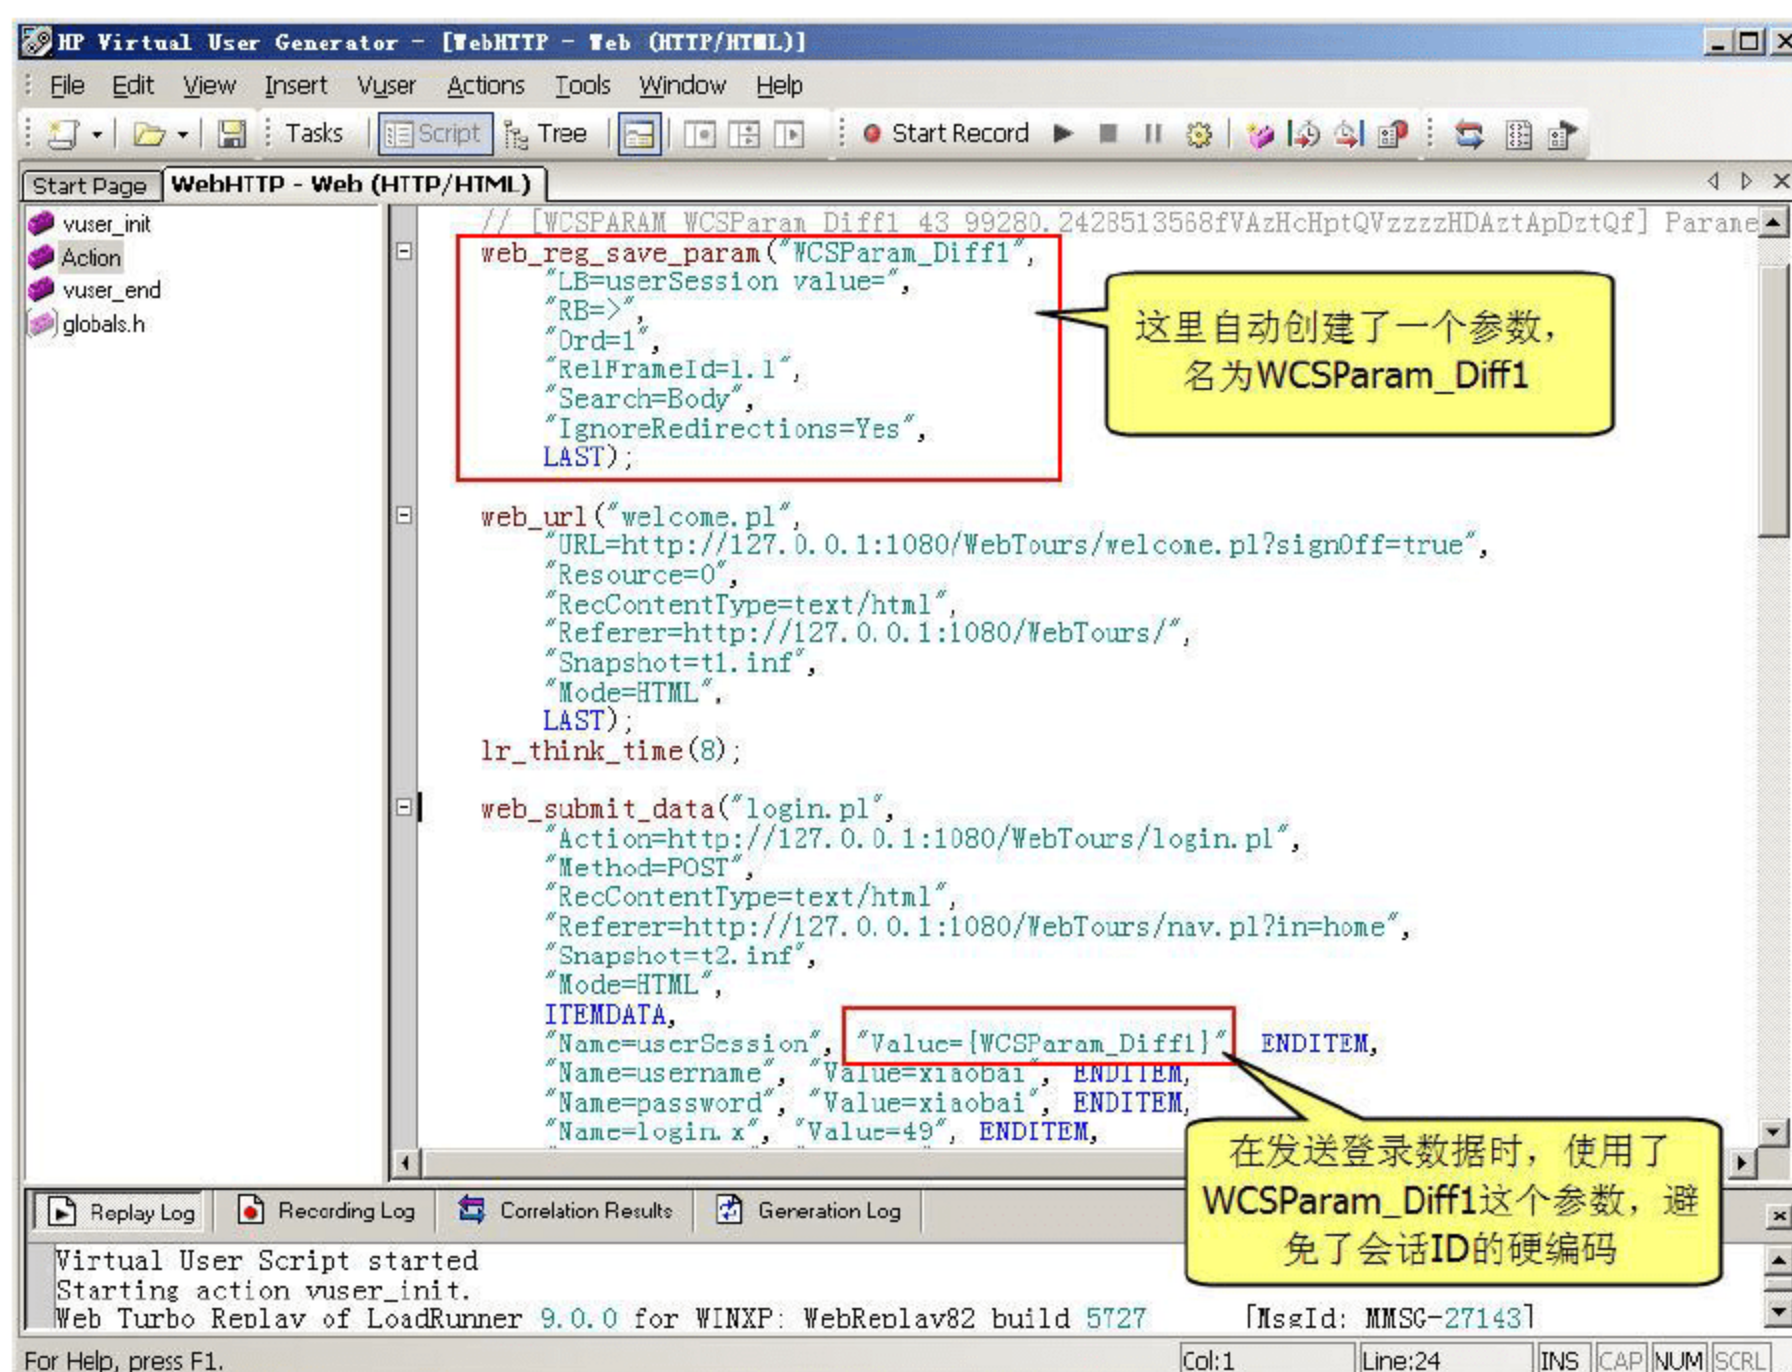 HP Virtual User Generator - [WebHTTP - Web (HTTP/HTML)]
File Edit View Insert Vuser Actions Tools Window Help
Tasks Script Tree Start Record
Start Page WebHTTP - Web (HTTP/HTML)
vuser_init
Action
vuser_end
globals.h
// [WCSPARAM WCSParam_Diff1 43 99280.2428513568fVAzHcHptQVzzzzHDAztApDztQf] Parame
web_reg_save_param("WCSParam_Diff1",
"LB=userSession value=",
"RB=>",
"Ord=1",
"RelFrameId=1.1",
"Search=Body",
"IgnoreRedirections=Yes",
LAST);
这里自动创建了一个参数，
名为WCSParam_Diff1
web_url("welcome.pl",
"URL=http://127.0.0.1:1080/WebTours/welcome.pl?signOff=true",
"Resource=0",
"RecContentType=text/html",
"Referer=http://127.0.0.1:1080/WebTours/",
"Snapshot=t1.inf",
"Mode=HTML",
LAST);
lr_think_time(8);
web_submit_data("login.pl",
"Action=http://127.0.0.1:1080/WebTours/login.pl",
"Method=POST",
"RecContentType=text/html",
"Referer=http://127.0.0.1:1080/WebTours/nav.pl?in=home",
"Snapshot=t2.inf",
"Mode=HTML",
ITEMDATA,
"Name=userSession", "Value={WCSParam_Diff1}" ENDITEM,
"Name=username", "Value=xiaobai", ENDITEM,
"Name=password", "Value=xiaobai", ENDITEM,
"Name=login.x", "Value=49", ENDITEM,
在发送登录数据时，使用了
WCSParam_Diff1这个参数，避
免了会话ID的硬编码
Replay Log Recording Log Correlation Results Generation Log
Virtual User Script started
Starting action vuser_init.
Web Turbo Replay of LoadRunner 9.0.0 for WINXP; WebReplay82 build 5727 [MsgId: MMSG-27143]
For Help, press F1. Col:1 Line:24 INS CAP NUM SCRL